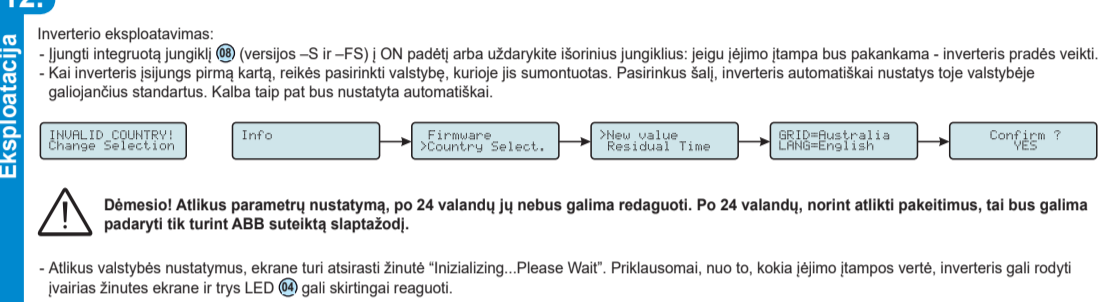 12.
Eksploatacija
Inverterio eksploatavimas:
- Įjungti integruotą jungiklį 08 (versijos –S ir –FS) į ON padėtį arba uždarykite išorinius jungiklius: jeigu įėjimo įtampa bus pakankama - inverteris pradės veikti.
- Kai inverteris įsijungs pirmą kartą, reikės pasirinkti valstybę, kurioje jis sumontuotas. Pasirinkus šalį, inverteris automatiškai nustatys toje valstybėje
galiojančius standartus. Kalba taip pat bus nustatyta automatiškai.
INVALID COUNTRY!
Change Selection
Info
Firmware
>Country Select.
>New value
Residual Time
GRID=Australia
LANG=English
Confirm ?
YES
Dėmesio! Atlikus parametrų nustatymą, po 24 valandų jų nebus galima redaguoti. Po 24 valandų, norint atlikti pakeitimus, tai bus galima
padaryti tik turint ABB suteiktą slaptažodį.
- Atlikus valstybės nustatymus, ekrane turi atsirasti žinutė “Inizializing...Please Wait”. Priklausomai, nuo to, kokia įėjimo įtampos vertė, inverteris gali rodyti
įvairias žinutes ekrane ir trys LED 04 gali skirtingai reaguoti.